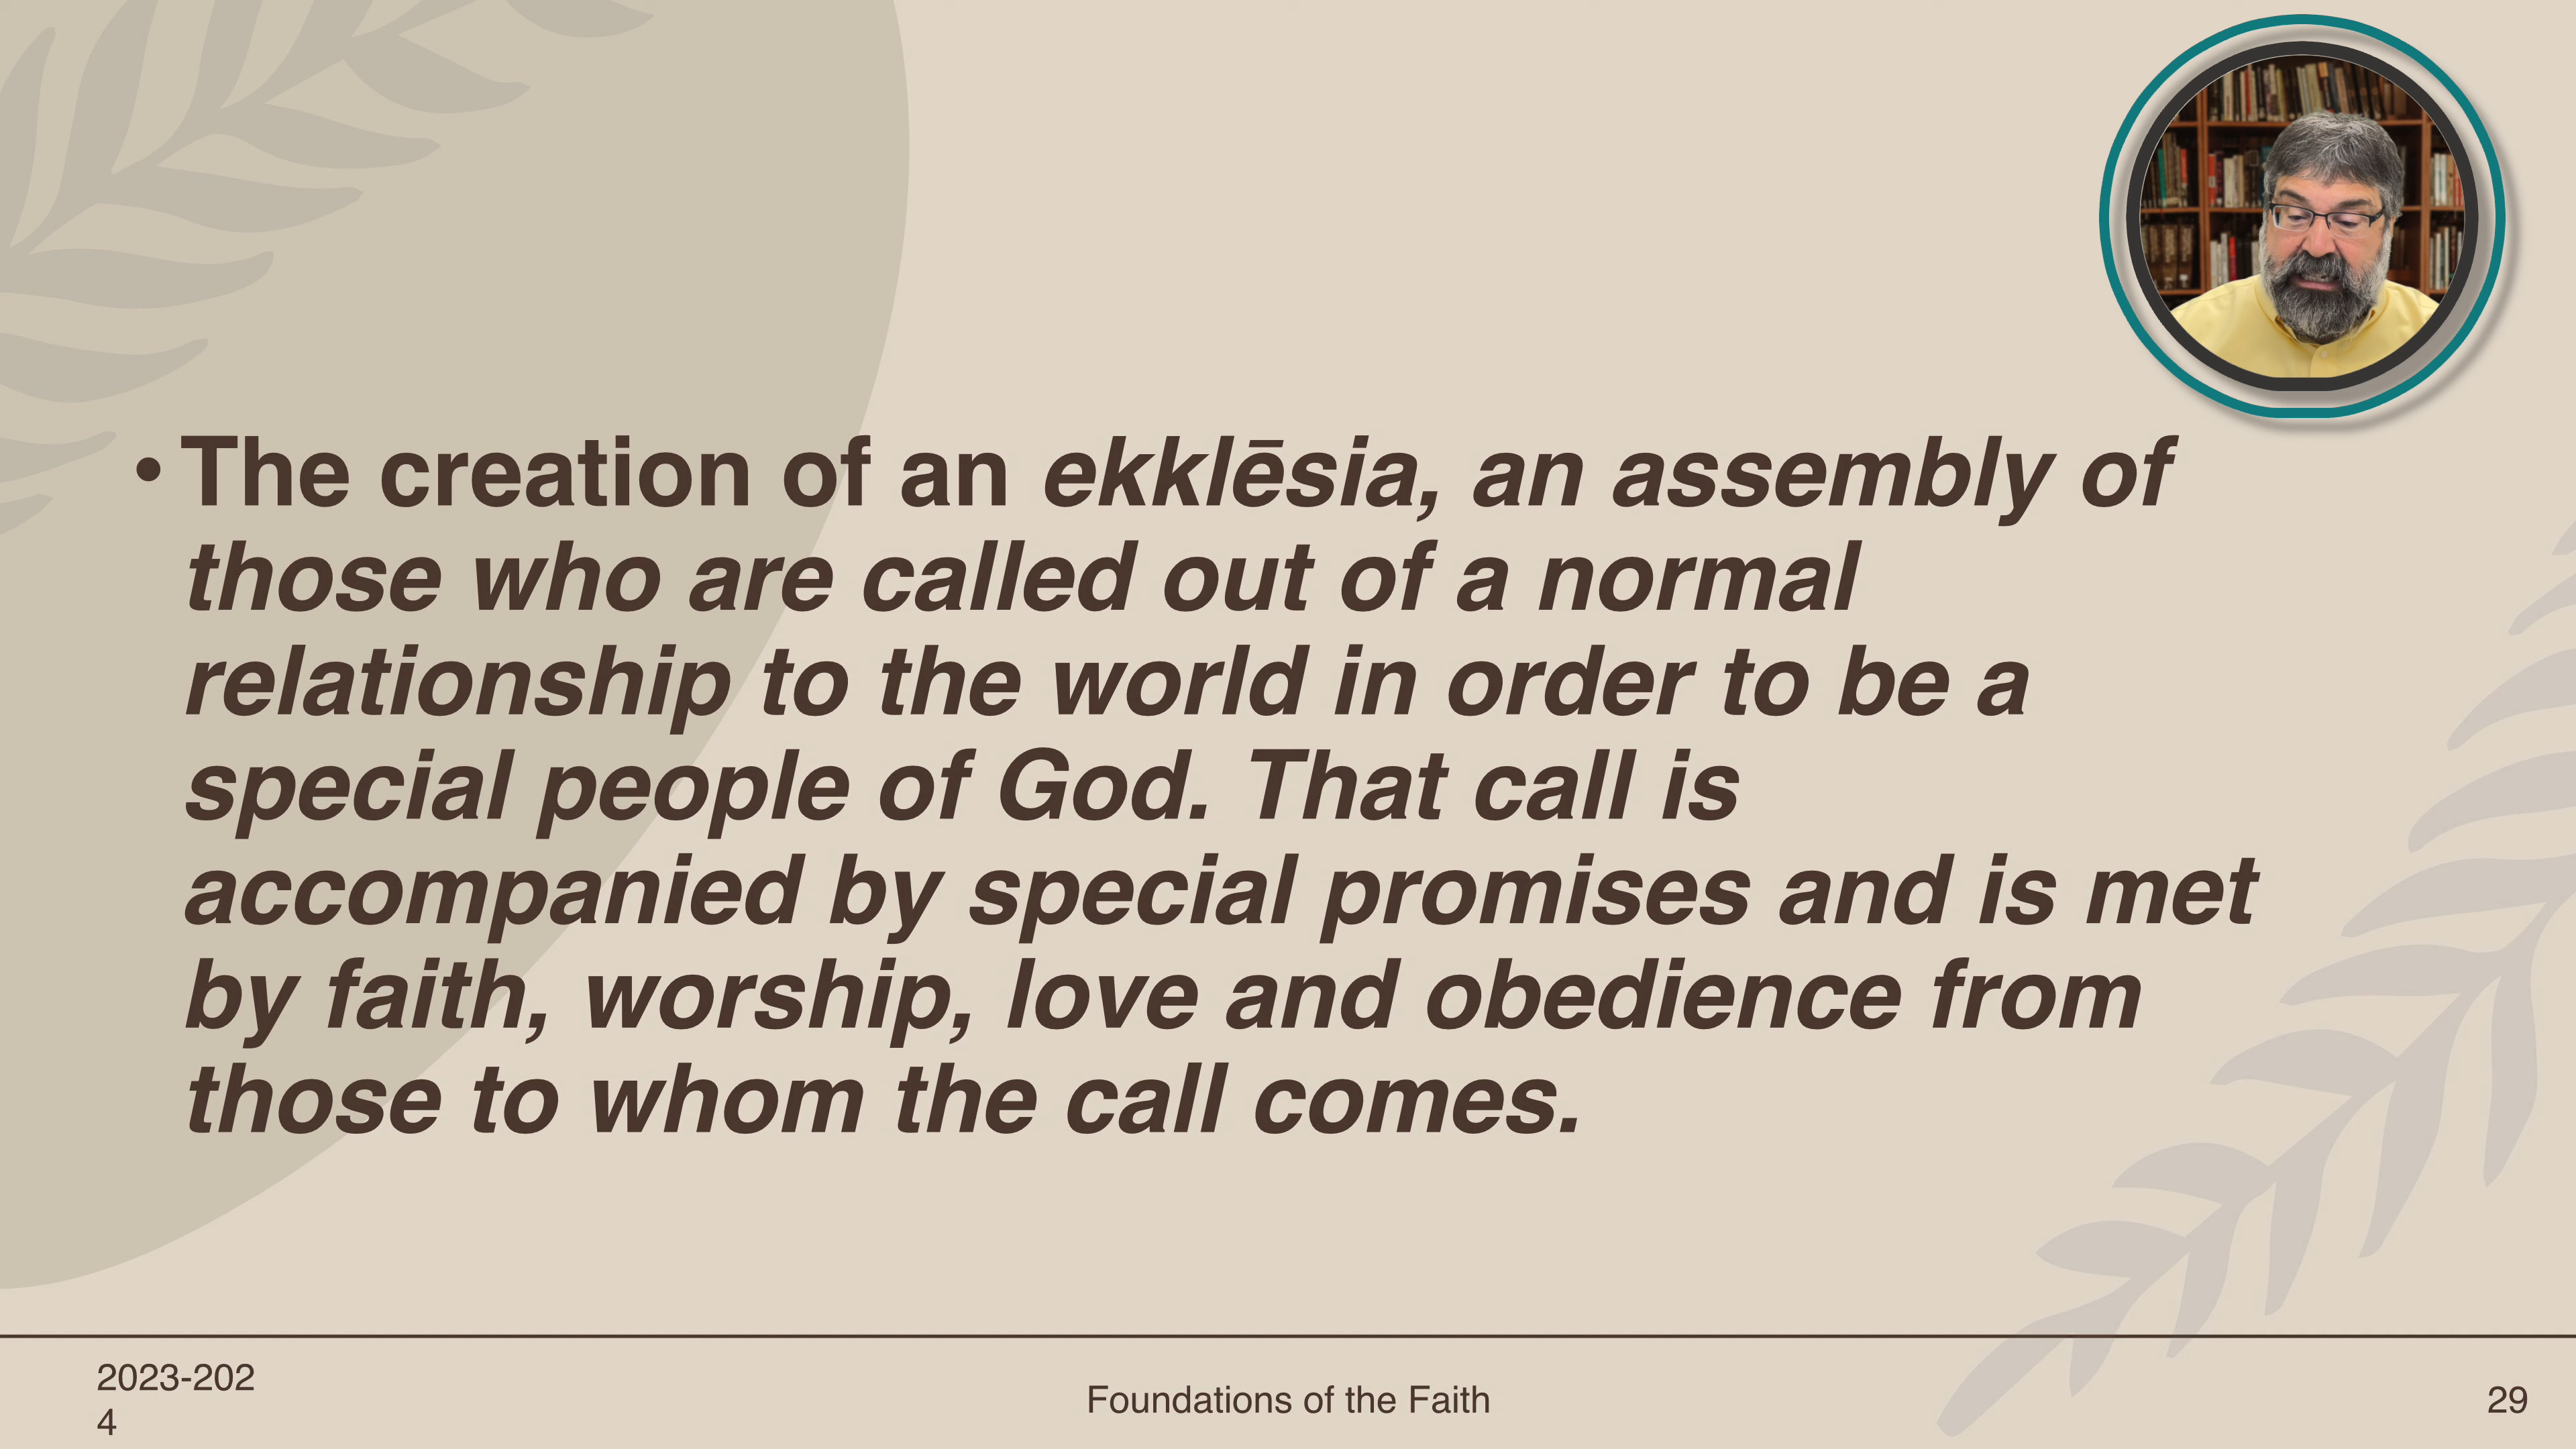 • The creation of an ekklēsia, an assembly of
those who are called out of a normal
relationship to the world in order to be a
special people of God. That call is
accompanied by special promises and is met
by faith, worship, love and obedience from
those to whom the call comes.
2023-202
4
Foundations of the Faith
29